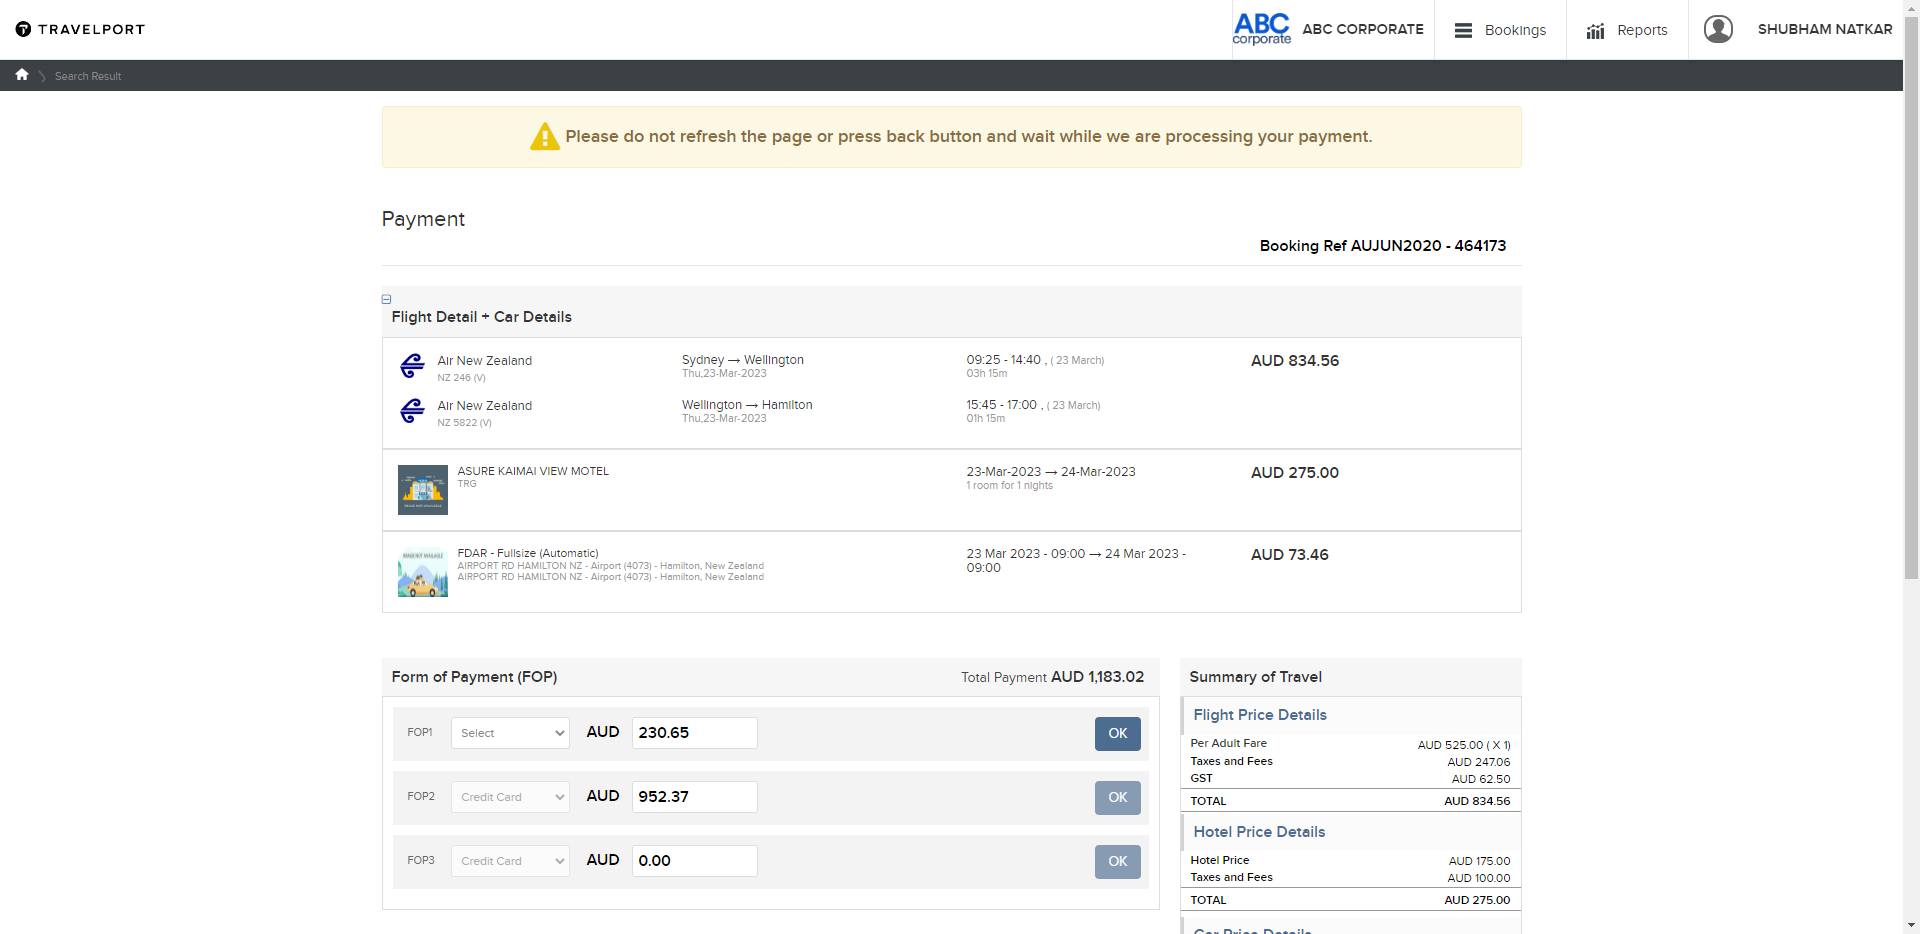 TRAVELPORT
ABC
corporate
ABC CORPORATE
Bookings
Reports
SHUBHAM NATKAR
Search Result
Please do not refresh the page or press back button and wait while we are processing your payment.
Payment
Booking Ref AUJUN2020 - 464173
Flight Detail + Car Details
Air New Zealand
NZ 246 (V)
Sydney → Wellington
Thu,23-Mar-2023
09:25 - 14:40 , ( 23 March)
03h 15m
AUD 834.56
Air New Zealand
NZ 5822 (V)
Wellington → Hamilton
Thu,23-Mar-2023
15:45 - 17:00 , ( 23 March)
01h 15m
ASURE KAIMAI VIEW MOTEL
TRG
23-Mar-2023 → 24-Mar-2023
1 room for 1 nights
AUD 275.00
IMAGE NOT AVAILABLE
FDAR - Fullsize (Automatic)
AIRPORT RD HAMILTON NZ - Airport (4073) - Hamilton, New Zealand
AIRPORT RD HAMILTON NZ - Airport (4073) - Hamilton, New Zealand
23 Mar 2023 - 09:00 → 24 Mar 2023 -
09:00
AUD 73.46
Form of Payment (FOP)
Total Payment AUD 1,183.02
FOP1
Select
AUD
230.65
OK
FOP2
Credit Card
AUD
952.37
OK
FOP3
Credit Card
AUD
0.00
OK
Summary of Travel
Flight Price Details
Per Adult Fare AUD 525.00 ( X 1)
Taxes and Fees AUD 247.06
GST AUD 62.50
TOTAL AUD 834.56
Hotel Price Details
Hotel Price AUD 175.00
Taxes and Fees AUD 100.00
TOTAL AUD 275.00
Car Price Details